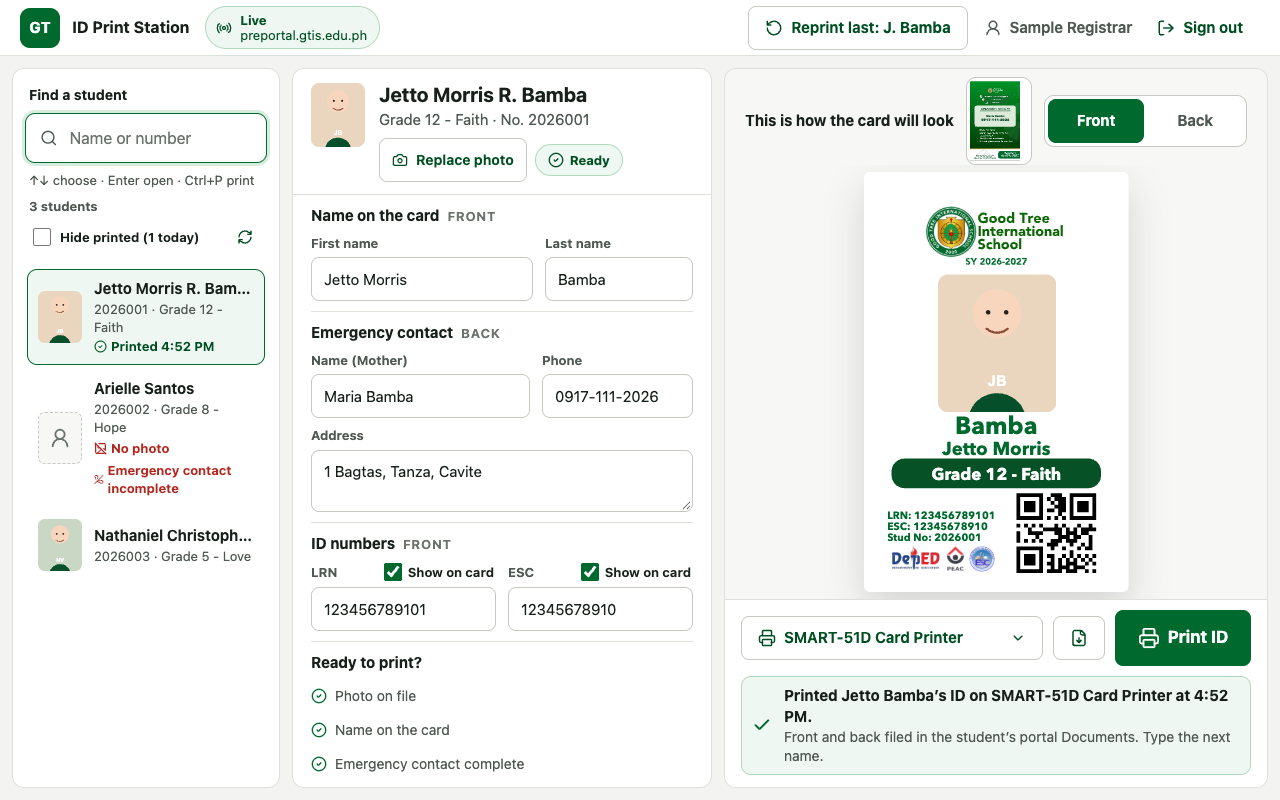 GT
ID Print Station
Live
preportal.gtis.edu.ph
Reprint last: J. Bamba
Sample Registrar
Sign out
Find a student
Name or number
↑↓ choose · Enter open · Ctrl+P print
3 students
Hide printed (1 today)
Jetto Morris R. Bam...
2026001 · Grade 12 -
Faith
Printed 4:52 PM
Arielle Santos
2026002 · Grade 8 -
Hope
No photo
Emergency contact
incomplete
Nathaniel Christoph...
2026003 · Grade 5 - Love
JB
Jetto Morris R. Bamba
Grade 12 - Faith · No. 2026001
Replace photo
Ready
Name on the card FRONT
First name
Last name
Jetto Morris
Bamba
Emergency contact BACK
Name (Mother)
Phone
Maria Bamba
0917-111-2026
Address
1 Bagtas, Tanza, Cavite
ID numbers FRONT
LRN
Show on card
ESC
Show on card
123456789101
12345678910
Ready to print?
Photo on file
Name on the card
Emergency contact complete
This is how the card will look
Front
Back
Good Tree
International
School
SY 2026-2027
JB
Bamba
Jetto Morris
Grade 12 - Faith
LRN: 123456789101
ESC: 12345678910
Stud No: 2026001
DepED
PEAC
ESC
SMART-51D Card Printer
Print ID
Printed Jetto Bamba’s ID on SMART-51D Card Printer at 4:52
PM.
Front and back filed in the student’s portal Documents. Type the next
name.